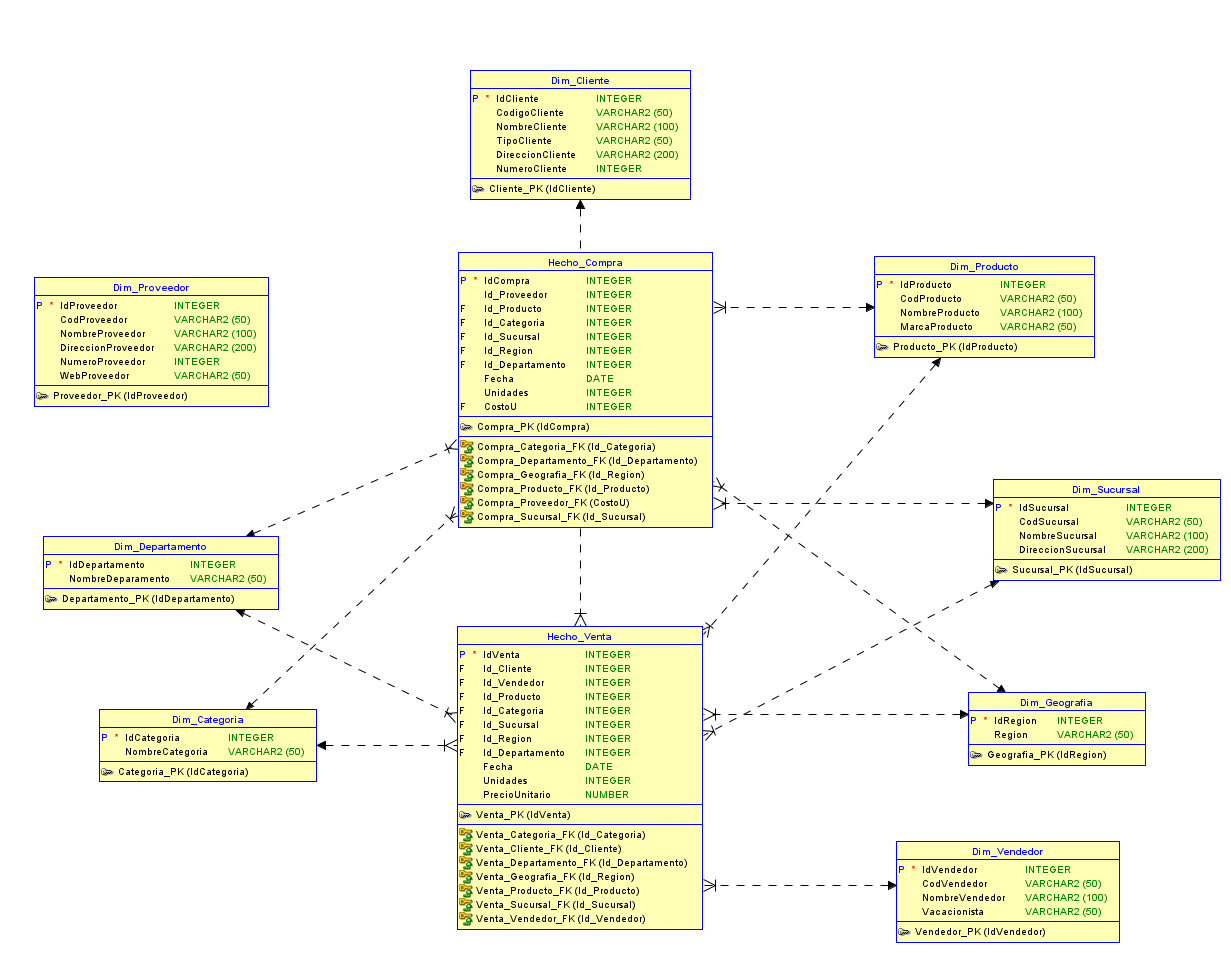 Dim_Cliente
P * IdCliente INTEGER
CodigoCliente VARCHAR2 (50)
NombreCliente VARCHAR2 (100)
TipoCliente VARCHAR2 (50)
DireccionCliente VARCHAR2 (200)
NumeroCliente INTEGER
Cliente_PK (IdCliente)
Dim_Proveedor
P * IdProveedor INTEGER
CodProveedor VARCHAR2 (50)
NombreProveedor VARCHAR2 (100)
DireccionProveedor VARCHAR2 (200)
NumeroProveedor INTEGER
WebProveedor VARCHAR2 (50)
Proveedor_PK (IdProveedor)
Hecho_Compra
P * IdCompra INTEGER
Id_Proveedor INTEGER
F Id_Producto INTEGER
F Id_Categoria INTEGER
F Id_Sucursal INTEGER
F Id_Region INTEGER
F Id_Departamento INTEGER
Fecha DATE
Unidades INTEGER
F CostoU INTEGER
Compra_PK (IdCompra)
Compra_Categoria_FK (Id_Categoria)
Compra_Departamento_FK (Id_Departamento)
Compra_Geografia_FK (Id_Region)
Compra_Producto_FK (Id_Producto)
Compra_Proveedor_FK (CostoU)
Compra_Sucursal_FK (Id_Sucursal)
Dim_Producto
P * IdProducto INTEGER
CodProducto VARCHAR2 (50)
NombreProducto VARCHAR2 (100)
MarcaProducto VARCHAR2 (50)
Producto_PK (IdProducto)
Dim_Sucursal
P * IdSucursal INTEGER
CodSucursal VARCHAR2 (50)
NombreSucursal VARCHAR2 (100)
DireccionSucursal VARCHAR2 (200)
Sucursal_PK (IdSucursal)
Dim_Departamento
P * IdDepartamento INTEGER
NombreDeparamento VARCHAR2 (50)
Departamento_PK (IdDepartamento)
Dim_Categoria
P * IdCategoria INTEGER
NombreCategoria VARCHAR2 (50)
Categoria_PK (IdCategoria)
Hecho_Venta
P * IdVenta INTEGER
F Id_Cliente INTEGER
F Id_Vendedor INTEGER
F Id_Producto INTEGER
F Id_Categoria INTEGER
F Id_Sucursal INTEGER
F Id_Region INTEGER
F Id_Departamento INTEGER
Fecha DATE
Unidades INTEGER
PrecioUnitario NUMBER
Venta_PK (IdVenta)
Venta_Categoria_FK (Id_Categoria)
Venta_Cliente_FK (Id_Cliente)
Venta_Departamento_FK (Id_Departamento)
Venta_Geografia_FK (Id_Region)
Venta_Producto_FK (Id_Producto)
Venta_Sucursal_FK (Id_Sucursal)
Venta_Vendedor_FK (Id_Vendedor)
Dim_Geografia
P * IdRegion INTEGER
Region VARCHAR2 (50)
Geografia_PK (IdRegion)
Dim_Vendedor
P * IdVendedor INTEGER
CodVendedor VARCHAR2 (50)
NombreVendedor VARCHAR2 (100)
Vacacionista VARCHAR2 (50)
Vendedor_PK (IdVendedor)